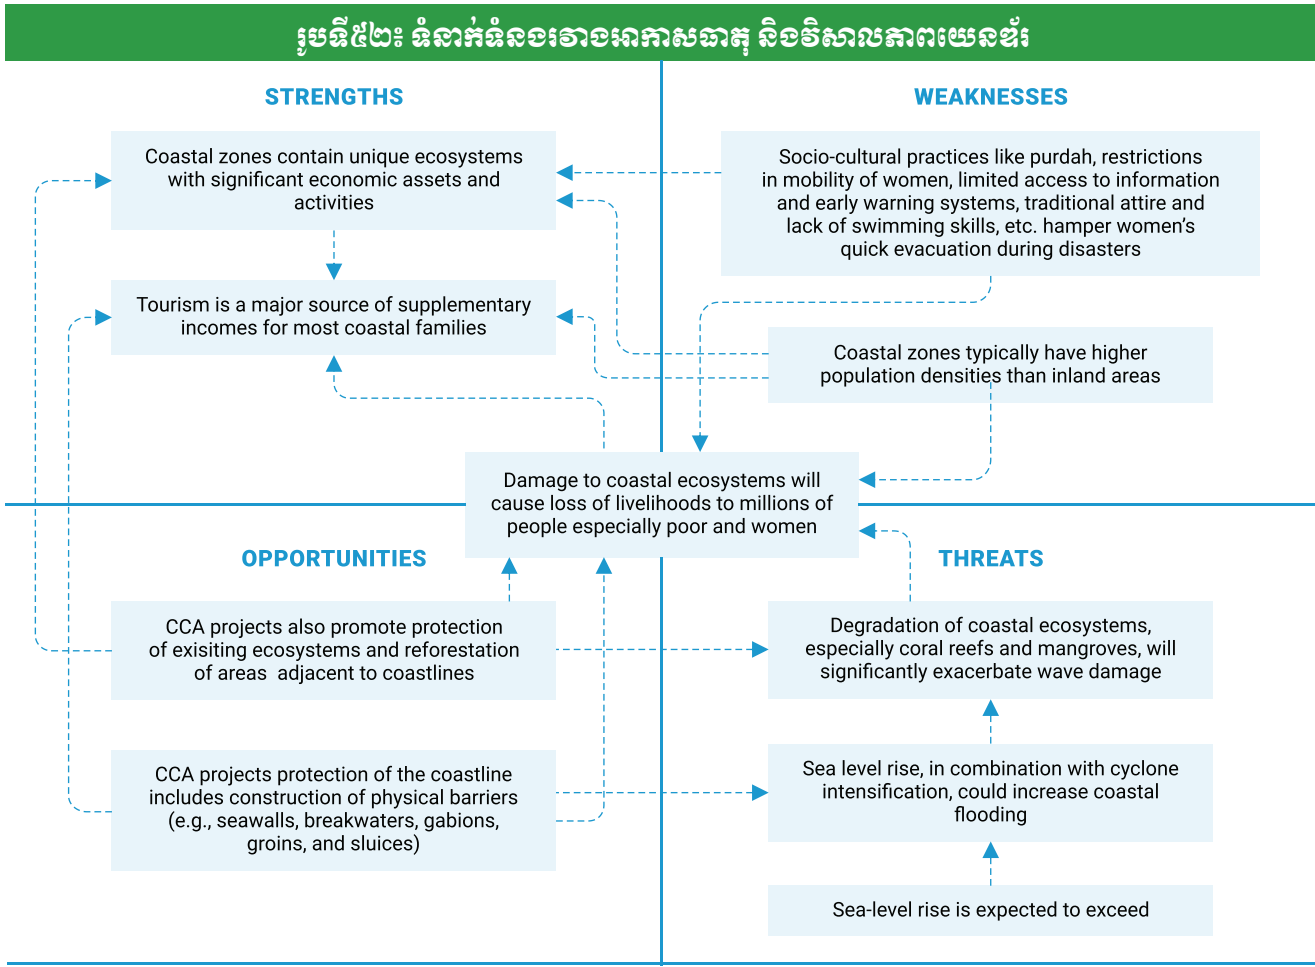 រូបទី៥២៖ ទំនាក់ទំនងរវាងអាកាសធាតុ និងវិសាលភាពយេនឌ័រ
STRENGTHS
Coastal zones contain unique ecosystems
with significant economic assets and
activities
Tourism is a major source of supplementary
incomes for most coastal families
WEAKNESSES
Socio-cultural practices like purdah, restrictions
in mobility of women, limited access to information
and early warning systems, traditional attire and
lack of swimming skills, etc. hamper women’s
quick evacuation during disasters
Coastal zones typically have higher
population densities than inland areas
Damage to coastal ecosystems will
cause loss of livelihoods to millions of
people especially poor and women
OPPORTUNITIES
CCA projects also promote protection
of exisiting ecosystems and reforestation
of areas adjacent to coastlines
CCA projects protection of the coastline
includes construction of physical barriers
(e.g., seawalls, breakwaters, gabions,
groins, and sluices)
THREATS
Degradation of coastal ecosystems,
especially coral reefs and mangroves, will
significantly exacerbate wave damage
Sea level rise, in combination with cyclone
intensification, could increase coastal
flooding
Sea-level rise is expected to exceed